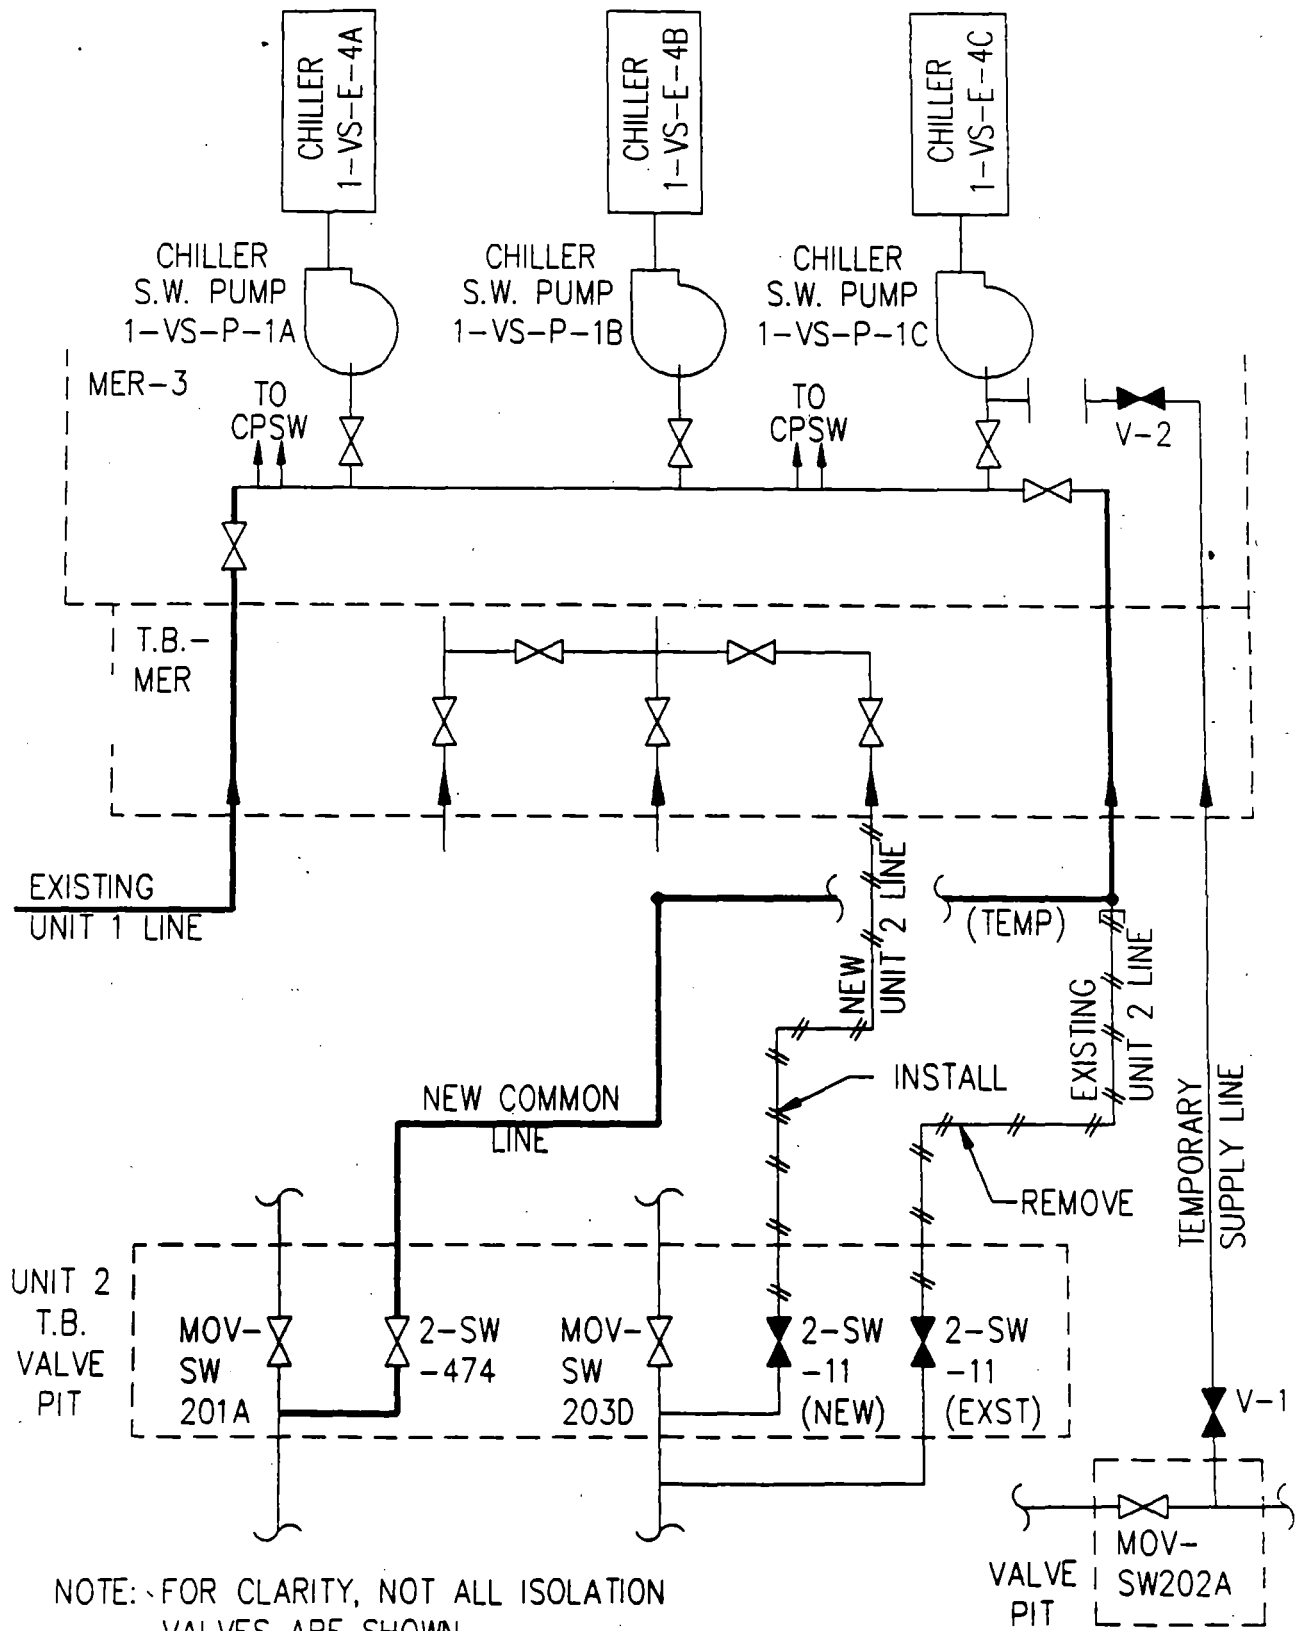 CHILLER
1-VS-E-4A
CHILLER
1-VS-E-4B
CHILLER
1-VS-E-4C
CHILLER
S.W. PUMP
1-VS-P-1A
CHILLER
S.W. PUMP
1-VS-P-1B
CHILLER
S.W. PUMP
1-VS-P-1C
MER-3
TO
CPSW
TO
CPSW
V-2
T.B.-
MER
EXISTING
UNIT 1 LINE
NEW
UNIT 2 LINE
(TEMP)
EXISTING
UNIT 2 LINE
INSTALL
NEW COMMON
LINE
REMOVE
TEMPORARY
SUPPLY LINE
UNIT 2
T.B.
VALVE
PIT
MOV-
SW
201A
2-SW
-474
MOV-
SW
203D
2-SW
-11
(NEW)
2-SW
-11
(EXST)
V-1
MOV-
SW202A
VALVE
PIT
NOTE: FOR CLARITY, NOT ALL ISOLATION
VALVES ARE SHOWN